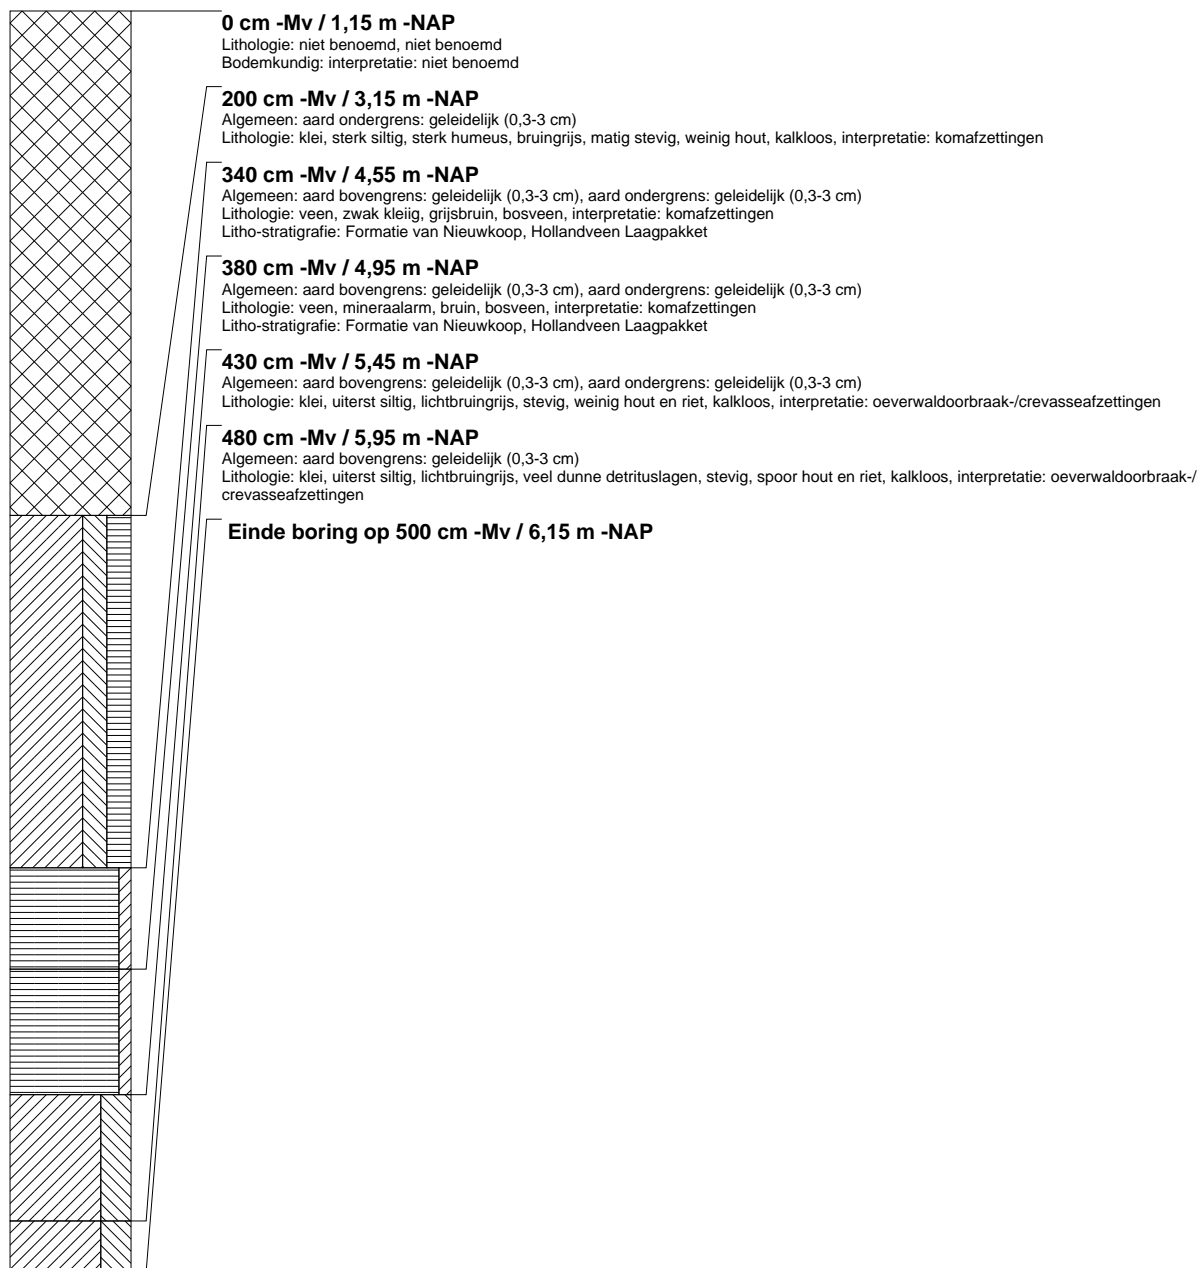 0 cm -Mv / 1,15 m -NAP
Lithologie: niet benoemd, niet benoemd
Bodemkundig: interpretatie: niet benoemd
200 cm -Mv / 3,15 m -NAP
Algemeen: aard ondergrens: geleidelijk (0,3-3 cm)
Lithologie: klei, sterk siltig, sterk humeus, bruingrijs, matig stevig, weinig hout, kalkloos, interpretatie: komafzettingen
340 cm -Mv / 4,55 m -NAP
Algemeen: aard bovengrens: geleidelijk (0,3-3 cm), aard ondergrens: geleidelijk (0,3-3 cm)
Lithologie: veen, zwak kleiig, grijsbruin, bosveen, interpretatie: komafzettingen
Litho-stratigrafie: Formatie van Nieuwkoop, Hollandveen Laagpakket
380 cm -Mv / 4,95 m -NAP
Algemeen: aard bovengrens: geleidelijk (0,3-3 cm), aard ondergrens: geleidelijk (0,3-3 cm)
Lithologie: veen, mineraalarm, bruin, bosveen, interpretatie: komafzettingen
Litho-stratigrafie: Formatie van Nieuwkoop, Hollandveen Laagpakket
430 cm -Mv / 5,45 m -NAP
Algemeen: aard bovengrens: geleidelijk (0,3-3 cm), aard ondergrens: geleidelijk (0,3-3 cm)
Lithologie: klei, uiterst siltig, lichtbruingrijs, stevig, weinig hout en riet, kalkloos, interpretatie: oeverwaldoorbraak-/crevasseafzettingen
480 cm -Mv / 5,95 m -NAP
Algemeen: aard bovengrens: geleidelijk (0,3-3 cm)
Lithologie: klei, uiterst siltig, lichtbruingrijs, veel dunne detrituslagen, stevig, spoor hout en riet, kalkloos, interpretatie: oeverwaldoorbraak-/
crevasseafzettingen
Einde boring op 500 cm -Mv / 6,15 m -NAP